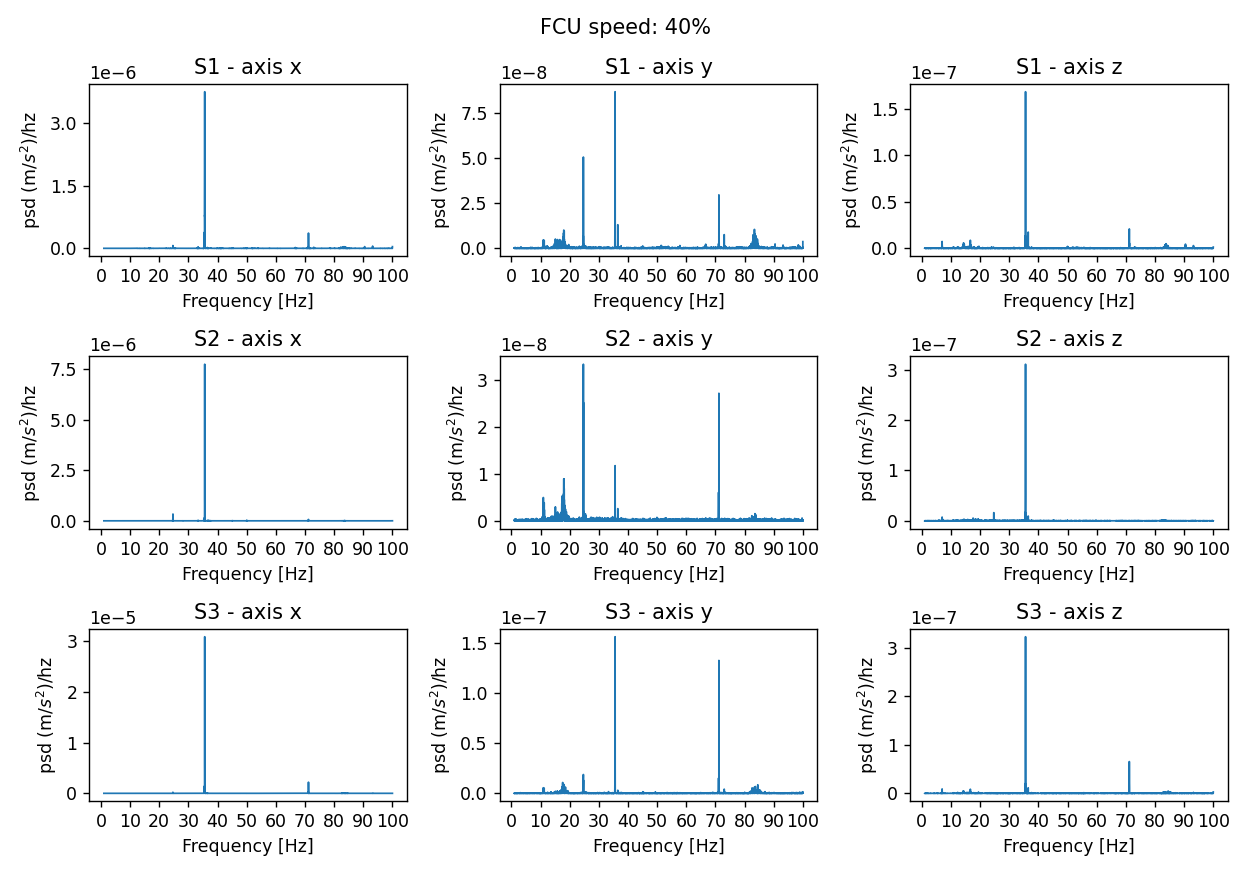 FCU speed: 40%
S1 - axis x
1e−6
psd (m/s²)/hz
3.0
1.5
0.0
0 10 20 30 40 50 60 70 80 90 100
Frequency [Hz]
S1 - axis y
1e−8
psd (m/s²)/hz
7.5
5.0
2.5
0.0
0 10 20 30 40 50 60 70 80 90 100
Frequency [Hz]
S1 - axis z
1e−7
psd (m/s²)/hz
1.5
1.0
0.5
0.0
0 10 20 30 40 50 60 70 80 90 100
Frequency [Hz]
S2 - axis x
1e−6
psd (m/s²)/hz
7.5
5.0
2.5
0.0
0 10 20 30 40 50 60 70 80 90 100
Frequency [Hz]
S2 - axis y
1e−8
psd (m/s²)/hz
3
2
1
0
0 10 20 30 40 50 60 70 80 90 100
Frequency [Hz]
S2 - axis z
1e−7
psd (m/s²)/hz
3
2
1
0
0 10 20 30 40 50 60 70 80 90 100
Frequency [Hz]
S3 - axis x
1e−5
psd (m/s²)/hz
3
2
1
0
0 10 20 30 40 50 60 70 80 90 100
Frequency [Hz]
S3 - axis y
1e−7
psd (m/s²)/hz
1.5
1.0
0.5
0.0
0 10 20 30 40 50 60 70 80 90 100
Frequency [Hz]
S3 - axis z
1e−7
psd (m/s²)/hz
3
2
1
0
0 10 20 30 40 50 60 70 80 90 100
Frequency [Hz]